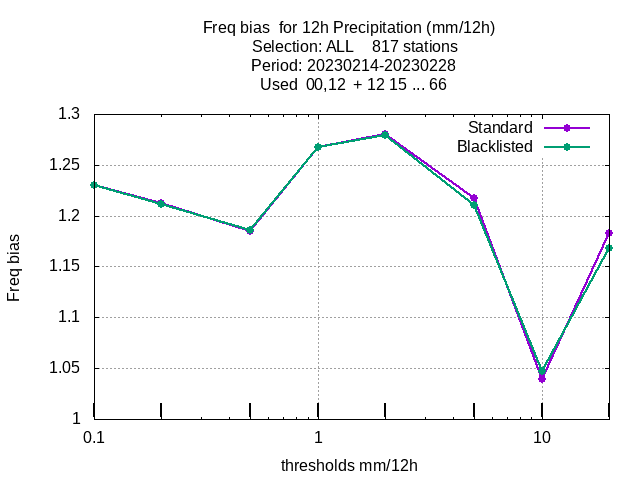 Freq bias  for 12h Precipitation (mm/12h)
Selection: ALL    817 stations
Period: 20230214-20230228
Used  00,12  + 12 15 ... 66
Standard
Blacklisted
1.3
1.25
1.2
1.15
1.1
1.05
1
Freq bias
0.1
1
10
thresholds mm/12h